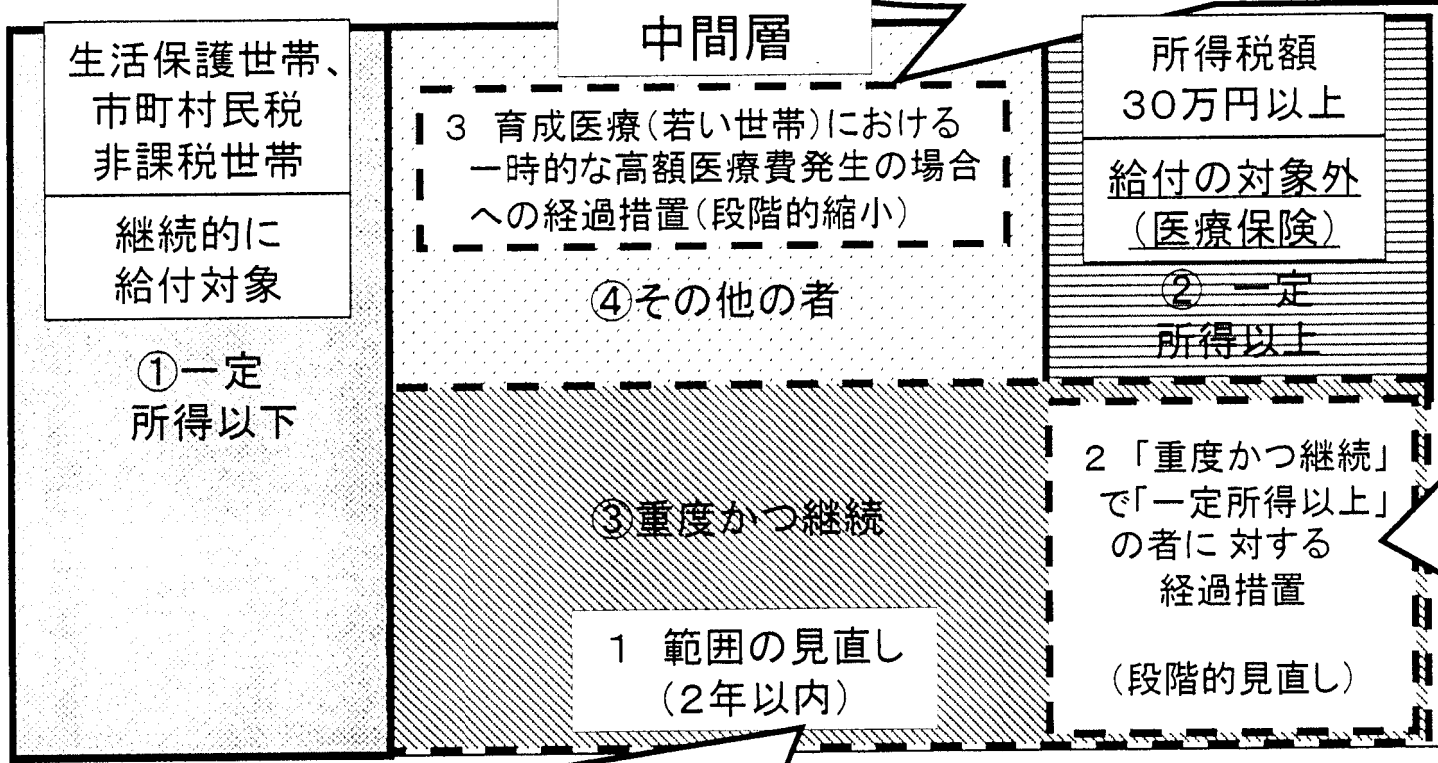 生活保護世帯、
市町村民税
非課税世帯
継続的に
給付対象
①一定
所得以下
中間層
3 育成医療(若い世帯)における
一時的な高額医療費発生の場合
への経過措置(段階的縮小)
④その他の者
所得税額
30万円以上
給付の対象外
(医療保険)
② 一定
所得以上
③重度かつ継続
1 範囲の見直し
(2年以内)
2 「重度かつ継続」
で「一定所得以上」
の者に 対する
経過措置
(段階的見直し)